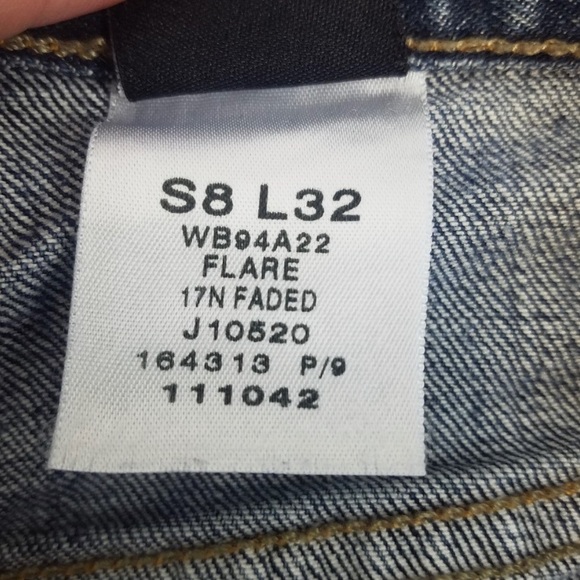 S8 L32
WB94A22
FLARE
17N FADED
J10520
164313 P/9
111042